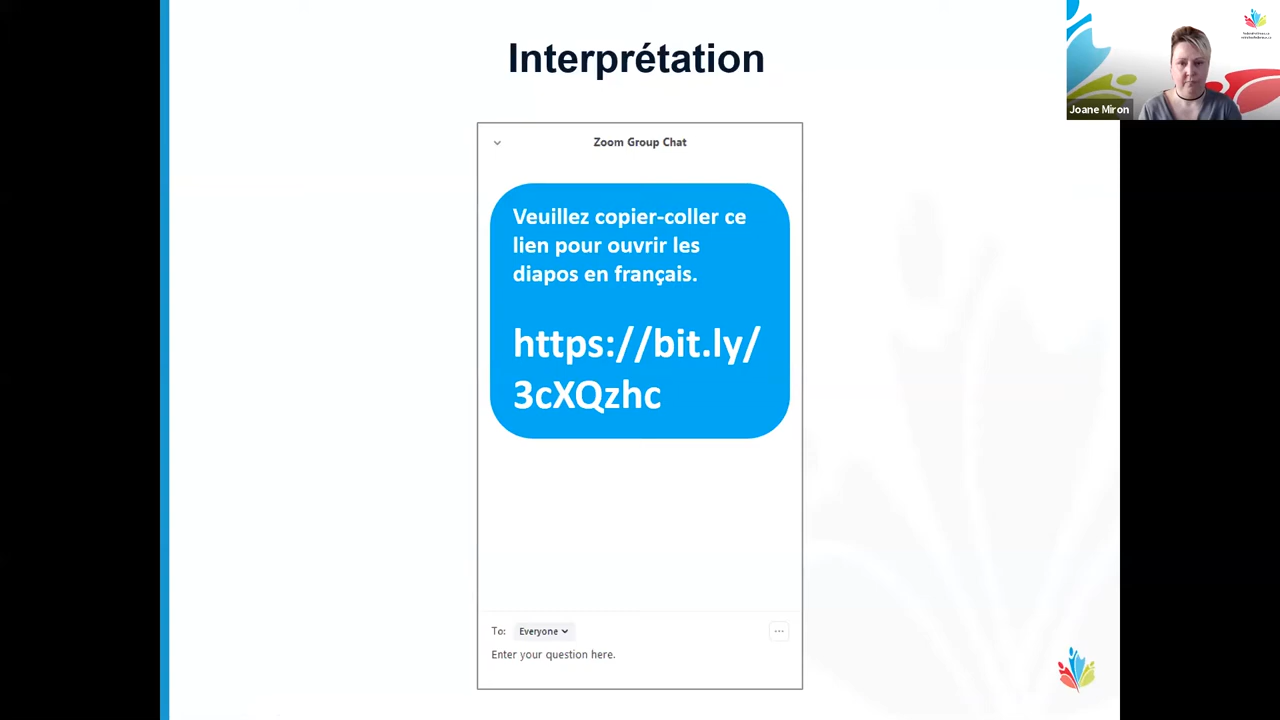 Interprétation
Joane Miron
Zoom Group Chat
Veuillez copier-coller ce
lien pour ouvrir les
diapos en français.
https://bit.ly/
3cXQzhc
To: Everyone
Enter your question here.